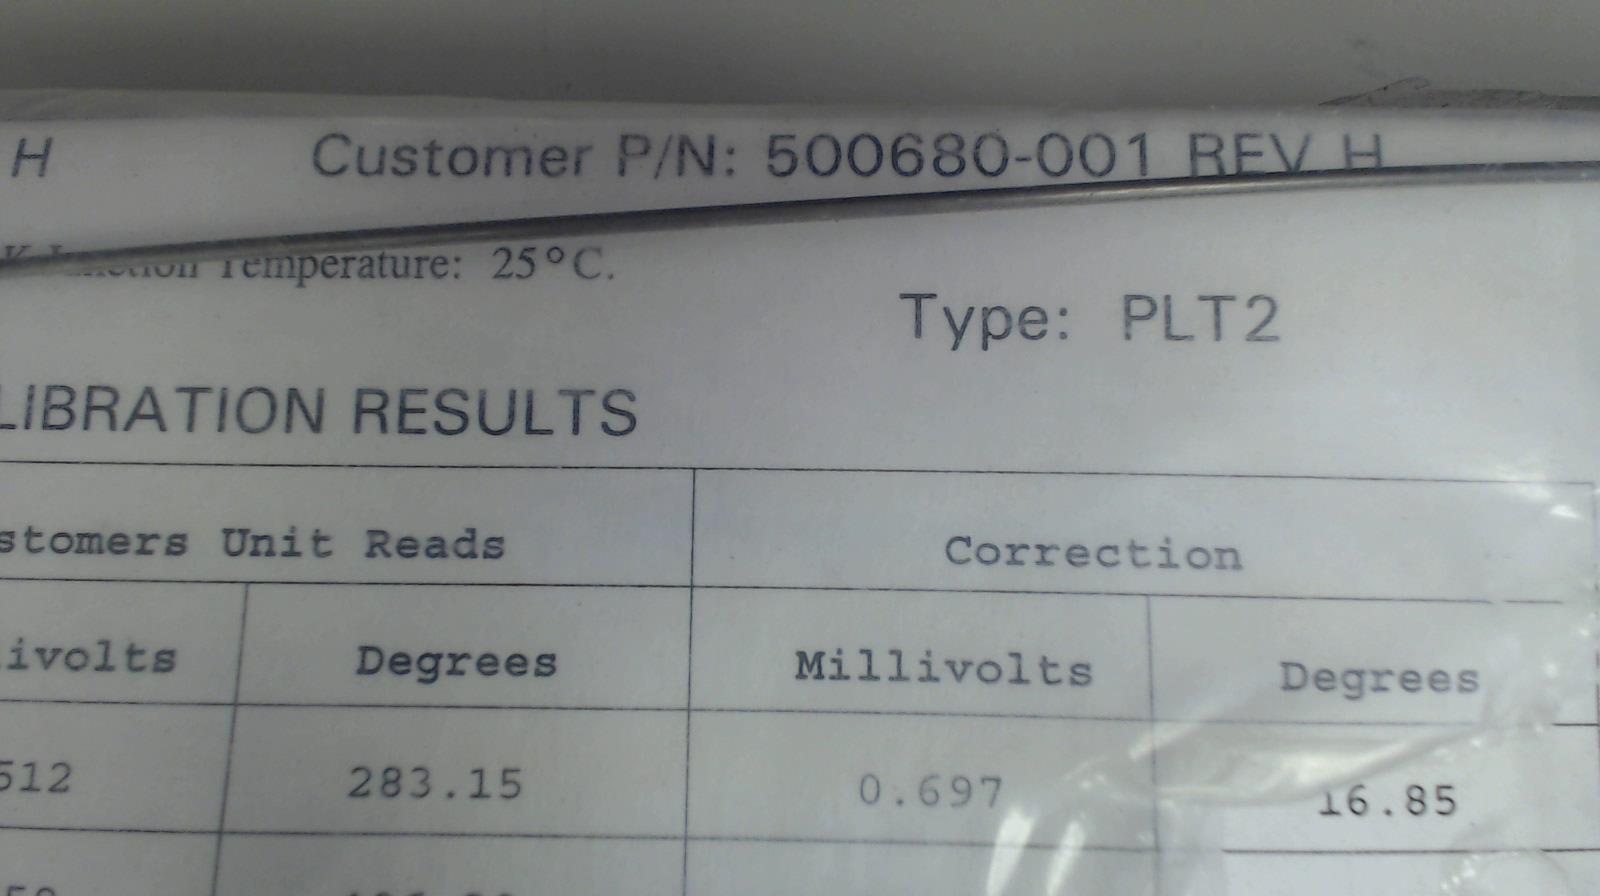 H Customer P/N: 500680-001 REV H
Temperature: 25°C.
Type: PLT2
LIBRATION RESULTS
stomers Unit Reads Correction
ivolts Degrees Millivolts Degrees
512 283.15 0.697 16.85